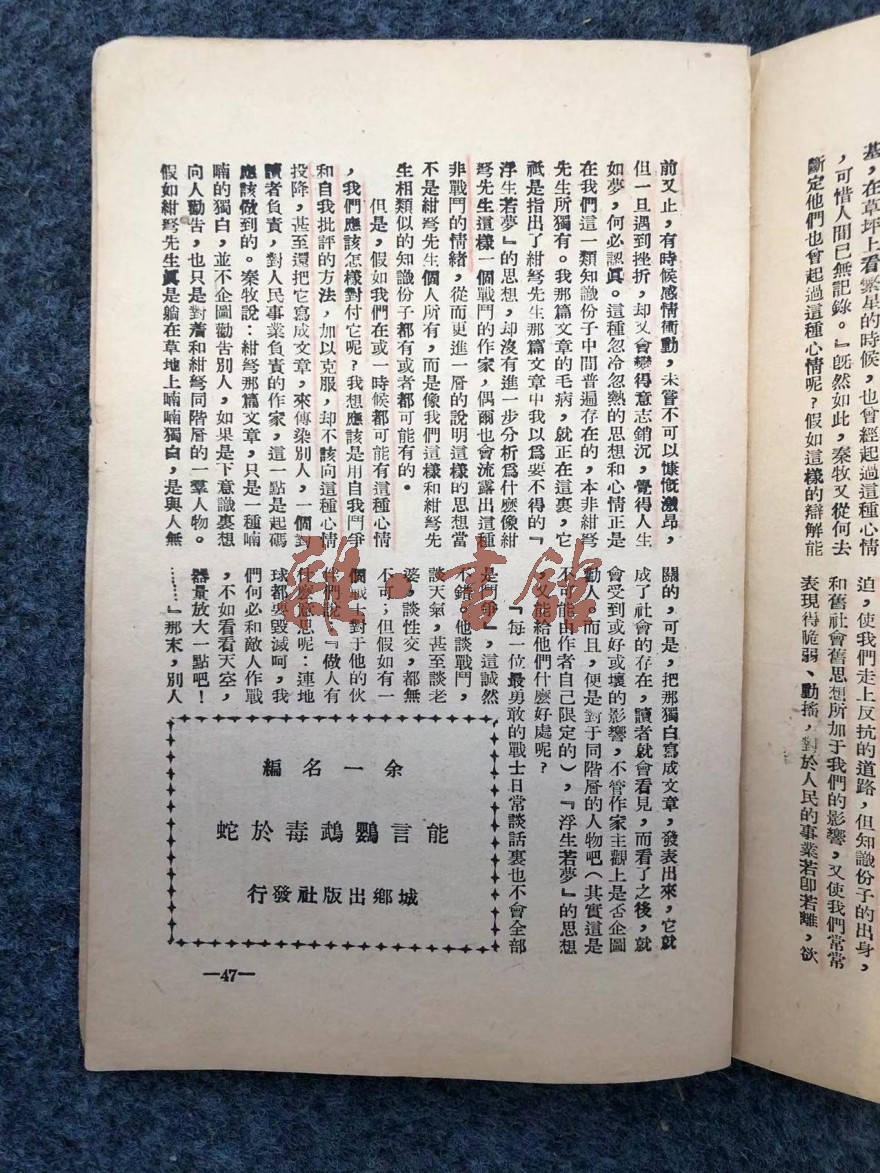 基，在草坪上看繁星的時候，也曾經起過這種心情
，可惜人間已無記錄。』旣然如此，秦牧又從何去
斷定他們也會起過這種心情呢？假如這樣的辯解能
迫，使我們走上反抗的道路，但知識份子的出身，
和舊社會舊思想所加于我們的影響，又使我們常常
表現得脆弱、動搖，對於人民的事業若卽若離，欲
前又止，有時候感情衝動，未嘗不可以慷慨激昂，
但一旦遇到挫折，却又會變得意志銷沉，覺得人生
如夢，何必認眞。這種忽冷忽熱的思想和心情正是
在我們這一類知識份子中間普遍存在的，本非紺弩
先生所獨有。我那篇文章的毛病，就正在這裏，它
祇是指出了紺弩先生那篇文章中我以爲要不得的『
浮生若夢』的思想，却沒有進一步分析爲什麼像紺
弩先生這樣一個戰鬥的作家，偶爾也會流露出這種
非戰鬥的情緒，從而更進一層的說明這樣的思想當
不是紺弩先生個人所有，而是像我們這樣和紺弩先
生相類似的知識份子都有或者都可能有的。
但是，假如我們在或一時候都可能有這種心情
，我們應該怎樣對付它呢？我想應該是用自我鬥爭
和自我批評的方法，加以克服，却不該向這種心情
投降，甚至還把它寫成文章，來傳染別人，一個對
讀者負責，對人民事業負責的作家，這一點是起碼
應該做到的。秦牧說：紺弩那篇文章，只是一種喃
喃的獨白，並不企圖勸告別人，如果是下意識裏想
向人勸告，也只是對着和紺弩同階層的一羣人物。
假如紺弩先生眞是躺在草地上喃喃獨白，是與人無
關的，可是，把那獨白寫成文章，發表出來，它就
成了社會的存在，讀者就會看見，而看了之後，就
會受到或好或壞的影響，不管作家主觀上是否企圖
勸人。而且，便是對于同階層的人物吧（其實這是
不可能由作者自己限定的），『浮生若夢』的思想
，又能給他們什麼好處呢？
『每一位最勇敢的戰士日常談話裏也不會全部
是鬥爭』，這誠然
不錯，他談戰鬥，
談天氣，甚至談老
婆，談性交，都無
不可；但假如有一
個戰士對于他的伙
伴們說：『做人有
什麼意思呢：連地
球都要毀滅呵，我
們何必和敵人作戰
，不如看看天空，
器量放大一點吧！
……』那末，別人
余一名編
能言鸚鵡毒於蛇
城鄉出版社發行
—47—
雜·書館